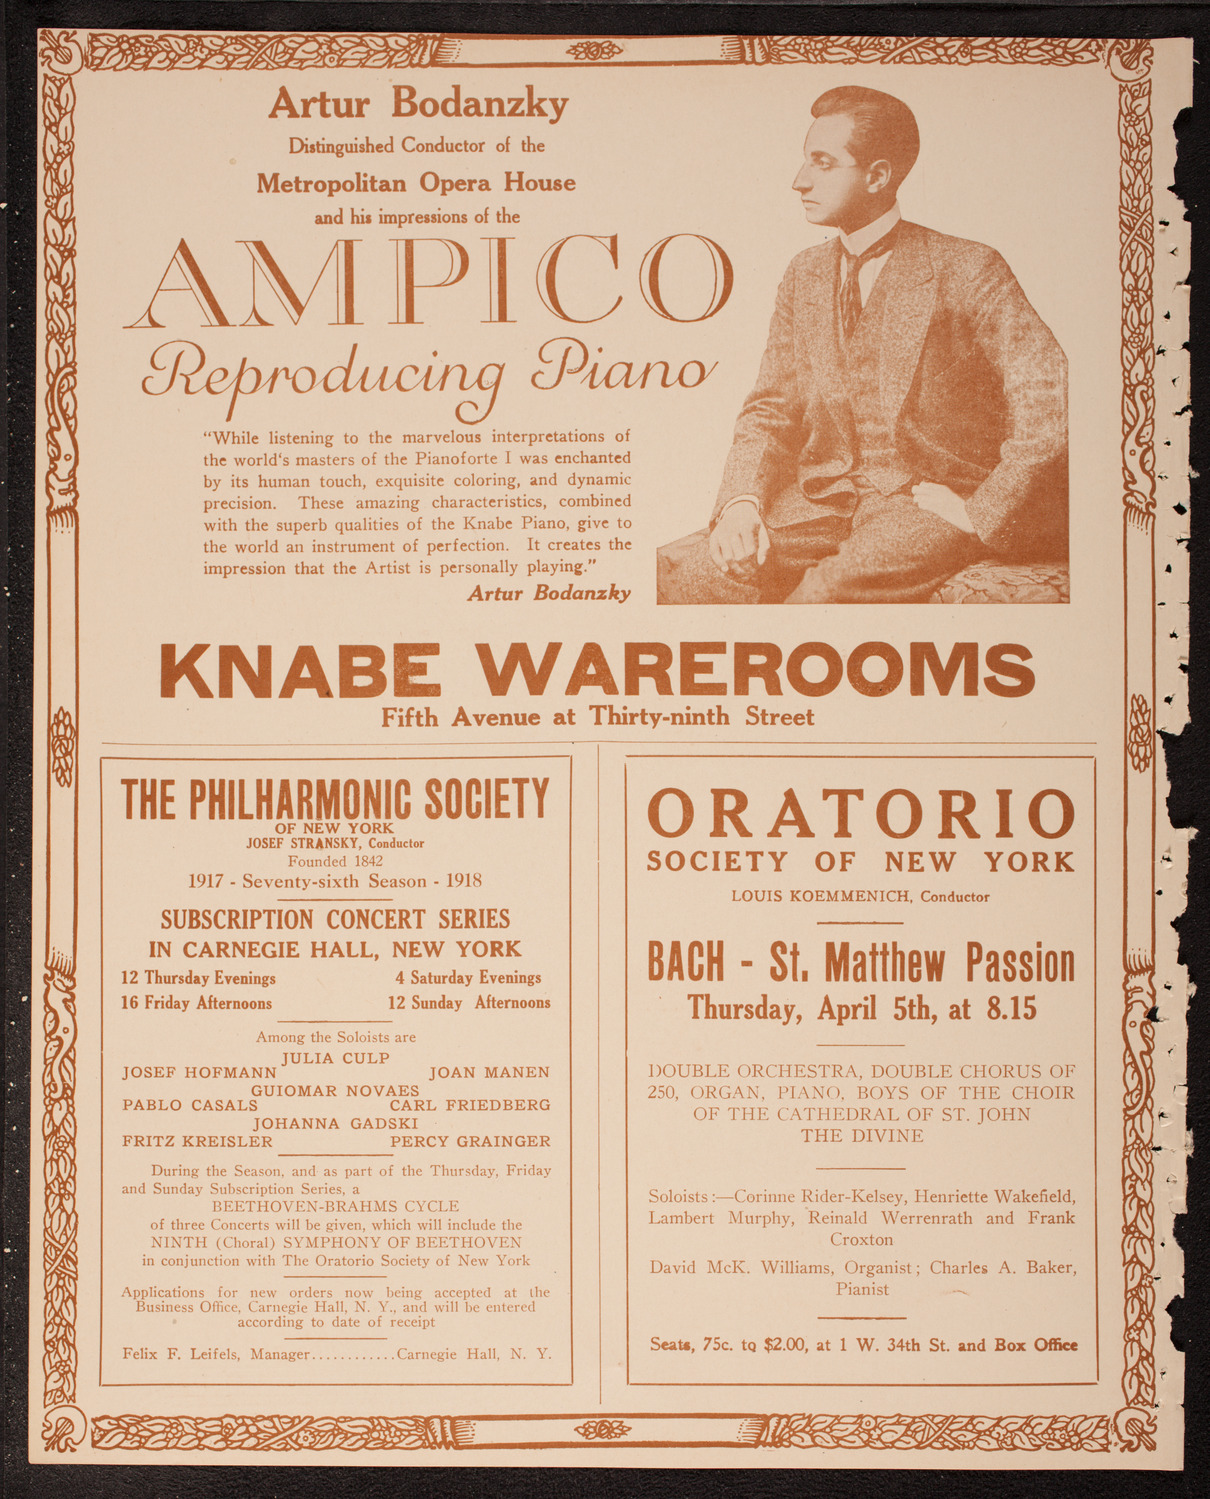 Artur Bodanzky
Distinguished Conductor of the
Metropolitan Opera House
and his impressions of the
AMPICO
Reproducing Piano
"While listening to the marvelous interpretations of
the world's masters of the Pianoforte I was enchanted
by its human touch, exquisite coloring, and dynamic
precision. These amazing characteristics, combined
with the superb qualities of the Knabe Piano, give to
the world an instrument of perfection. It creates the
impression that the Artist is personally playing."
Artur Bodanzky
KNABE WAREROOMS
Fifth Avenue at Thirty-ninth Street
THE PHILHARMONIC SOCIETY
OF NEW YORK
JOSEF STRANSKY, Conductor
Founded 1842
1917 - Seventy-sixth Season - 1918
SUBSCRIPTION CONCERT SERIES
IN CARNEGIE HALL, NEW YORK
12 Thursday Evenings 4 Saturday Evenings
16 Friday Afternoons 12 Sunday Afternoons
Among the Soloists are
JULIA CULP
JOSEF HOFMANN JOAN MANEN
GUIOMAR NOVAES
PABLO CASALS CARL FRIEDBERG
JOHANNA GADSKI
FRITZ KREISLER PERCY GRAINGER
During the Season, and as part of the Thursday, Friday
and Sunday Subscription Series, a
BEETHOVEN-BRAHMS CYCLE
of three Concerts will be given, which will include the
NINTH (Choral) SYMPHONY OF BEETHOVEN
in conjunction with The Oratorio Society of New York
Applications for new orders now being accepted at the
Business Office, Carnegie Hall, N. Y., and will be entered
according to date of receipt
Felix F. Leifels, Manager............Carnegie Hall, N. Y.
ORATORIO
SOCIETY OF NEW YORK
LOUIS KOEMMENICH, Conductor
BACH - St. Matthew Passion
Thursday, April 5th, at 8.15
DOUBLE ORCHESTRA, DOUBLE CHORUS OF
250, ORGAN, PIANO, BOYS OF THE CHOIR
OF THE CATHEDRAL OF ST. JOHN
THE DIVINE
Soloists:—Corinne Rider-Kelsey, Henriette Wakefield,
Lambert Murphy, Reinald Werrenrath and Frank
Croxton
David McK. Williams, Organist; Charles A. Baker,
Pianist
Seats, 75c. to $2.00, at 1 W. 34th St. and Box Office